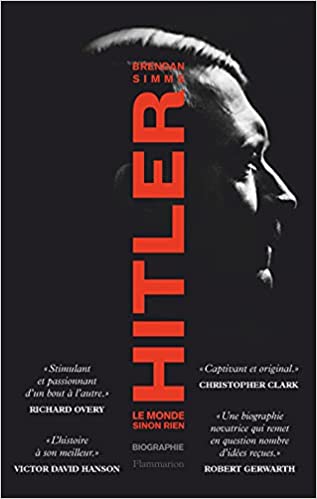 BRENDAN
SIMMS
HITLER
LE MONDE
SINON RIEN
BIOGRAPHIE
Flammarion
« Stimulant
et passionnant
d'un bout à l'autre. »
RICHARD OVERY
« L'histoire
à son meilleur. »
VICTOR DAVID HANSON
« Captivant et original. »
CHRISTOPHER CLARK
« Une biographie
novatrice qui remet
en question nombre
d'idées reçues. »
ROBERT GERWARTH